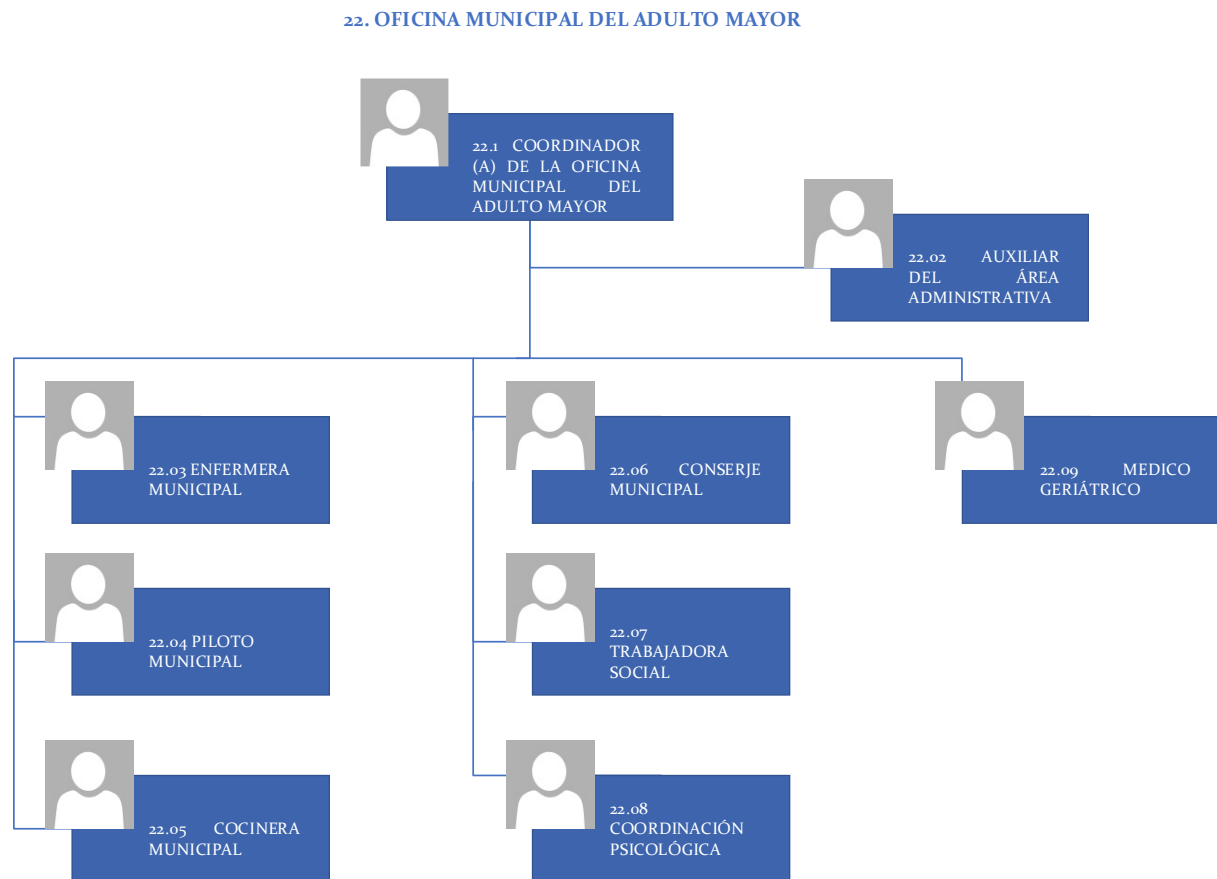 22. OFICINA MUNICIPAL DEL ADULTO MAYOR
22.1 COORDINADOR
(A) DE LA OFICINA
MUNICIPAL DEL
ADULTO MAYOR
22.02 AUXILIAR
DEL ÁREA
ADMINISTRATIVA
22.03 ENFERMERA
MUNICIPAL
22.06 CONSERJE
MUNICIPAL
22.09 MEDICO
GERIÁTRICO
22.04 PILOTO
MUNICIPAL
22.07
TRABAJADORA
SOCIAL
22.05 COCINERA
MUNICIPAL
22.08
COORDINACIÓN
PSICOLÓGICA